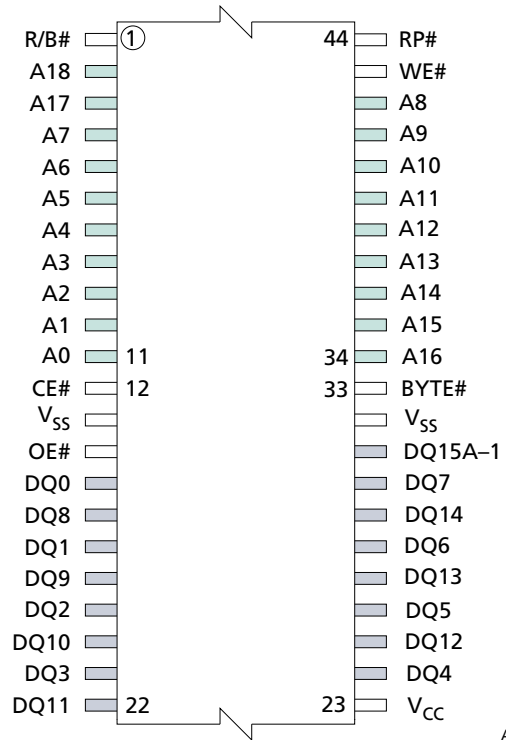 R/B# 1 44 RP#
A18 WE#
A17 A8
A7 A9
A6 A10
A5 A11
A4 A12
A3 A13
A2 A14
A1 A15
A0 11 34 A16
CE# 12 33 BYTE#
VSS VSS
OE# DQ15A–1
DQ0 DQ7
DQ8 DQ14
DQ1 DQ6
DQ9 DQ13
DQ2 DQ5
DQ10 DQ12
DQ3 DQ4
DQ11 22 23 VCC
A